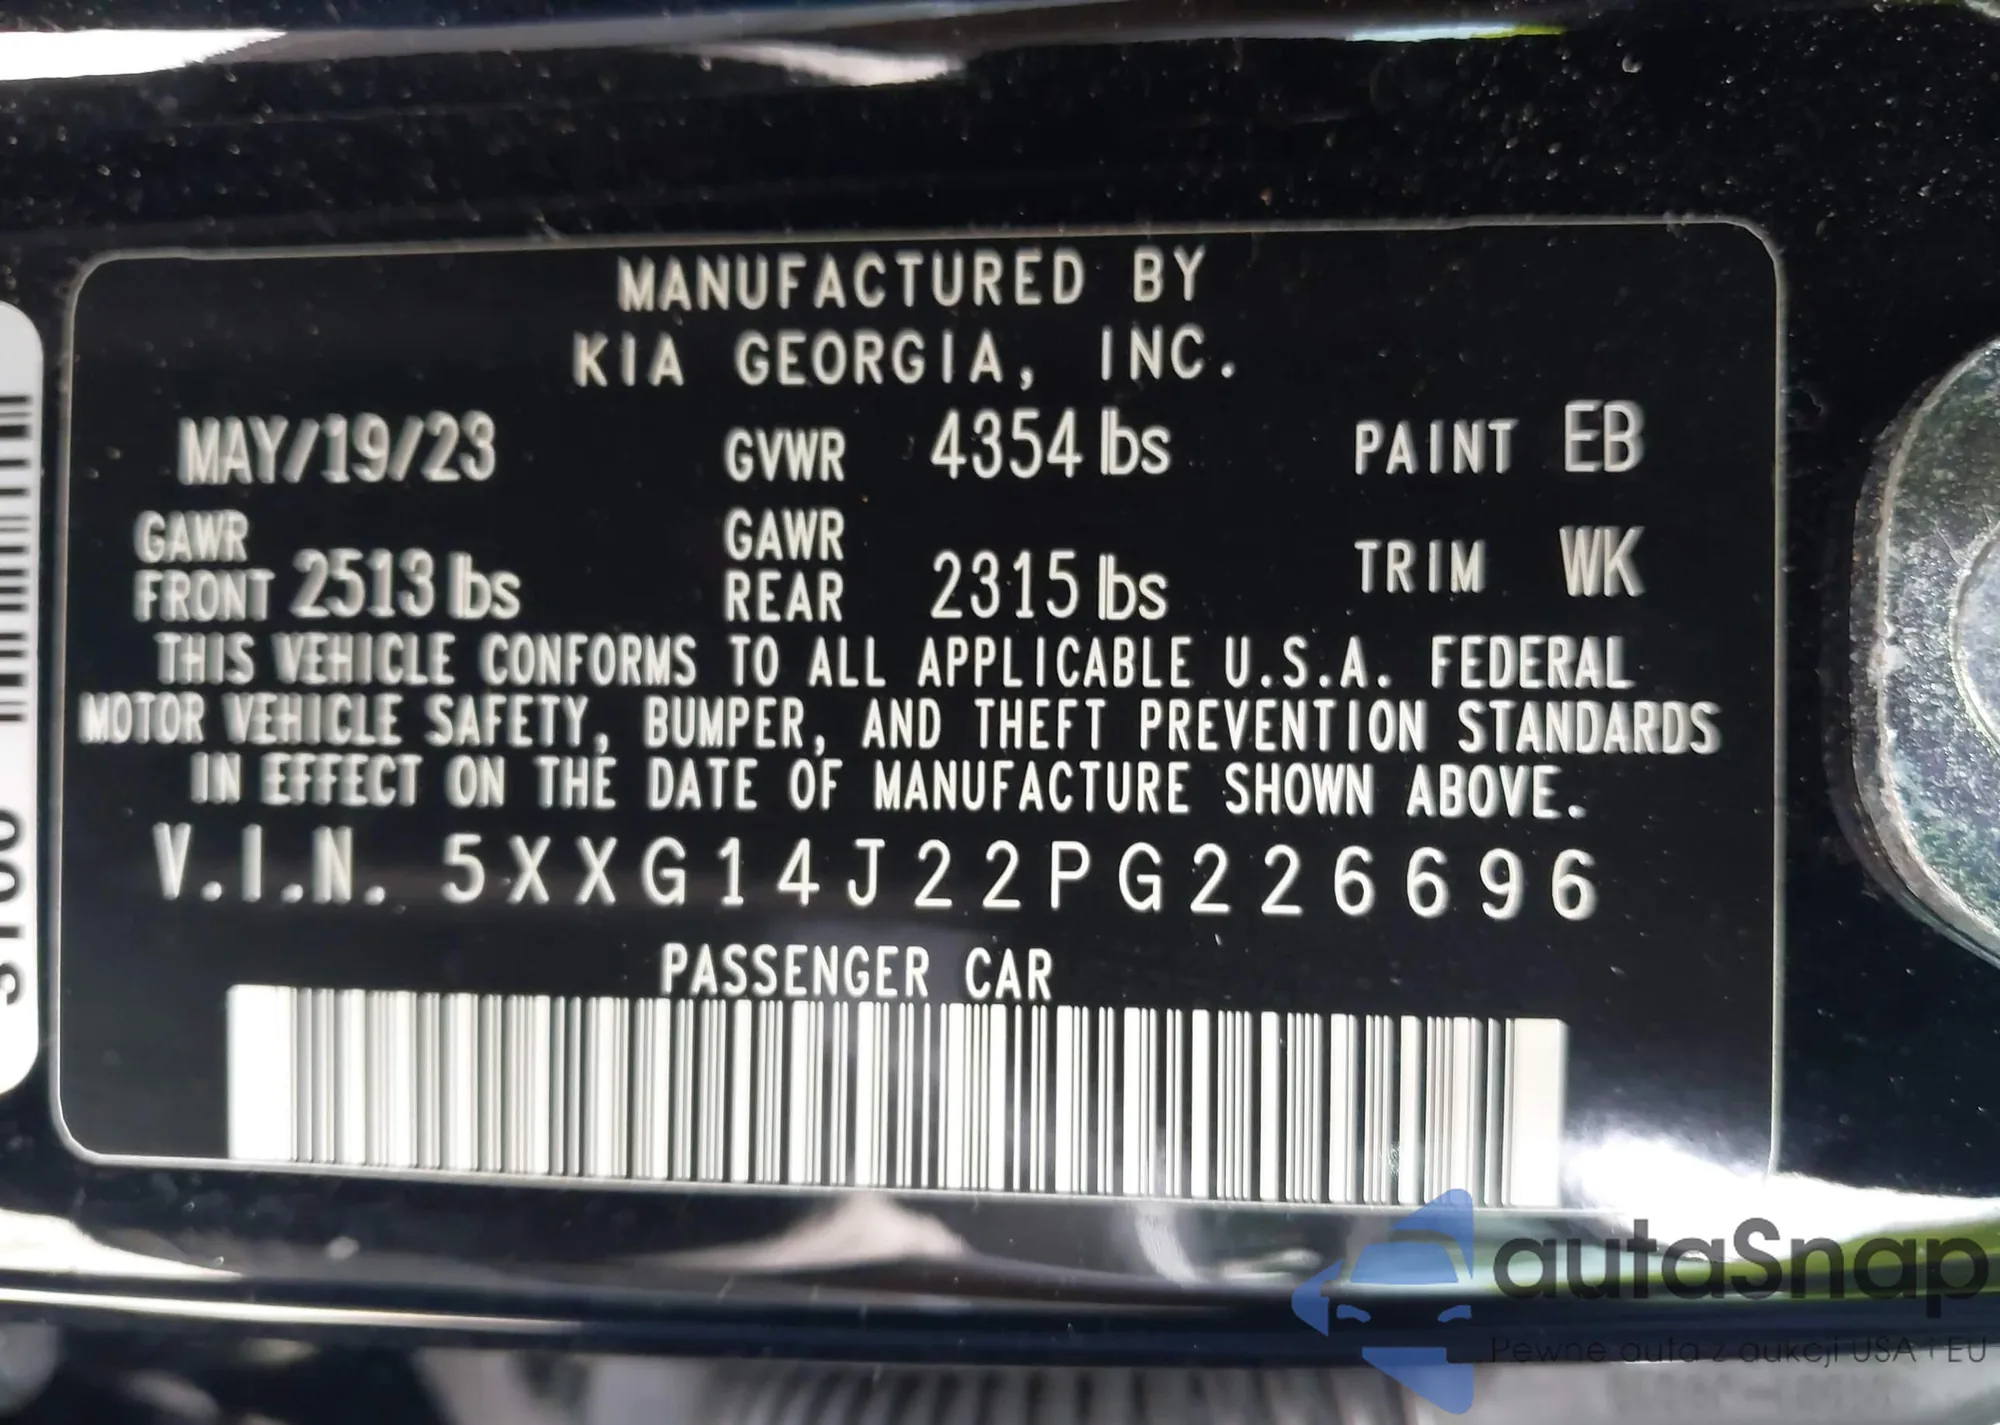 MANUFACTURED BY
KIA GEORGIA, INC.
MAY/19/23 GVWR 4354 lbs PAINT EB
GAWR FRONT 2513 lbs GAWR REAR 2315 lbs TRIM WK
THIS VEHICLE CONFORMS TO ALL APPLICABLE U.S.A. FEDERAL
MOTOR VEHICLE SAFETY, BUMPER, AND THEFT PREVENTION STANDARDS
IN EFFECT ON THE DATE OF MANUFACTURE SHOWN ABOVE.
V.I.N. 5XXG14J22PG226696
PASSENGER CAR
autaSnap
Pewne auta z aukcji USA i EU